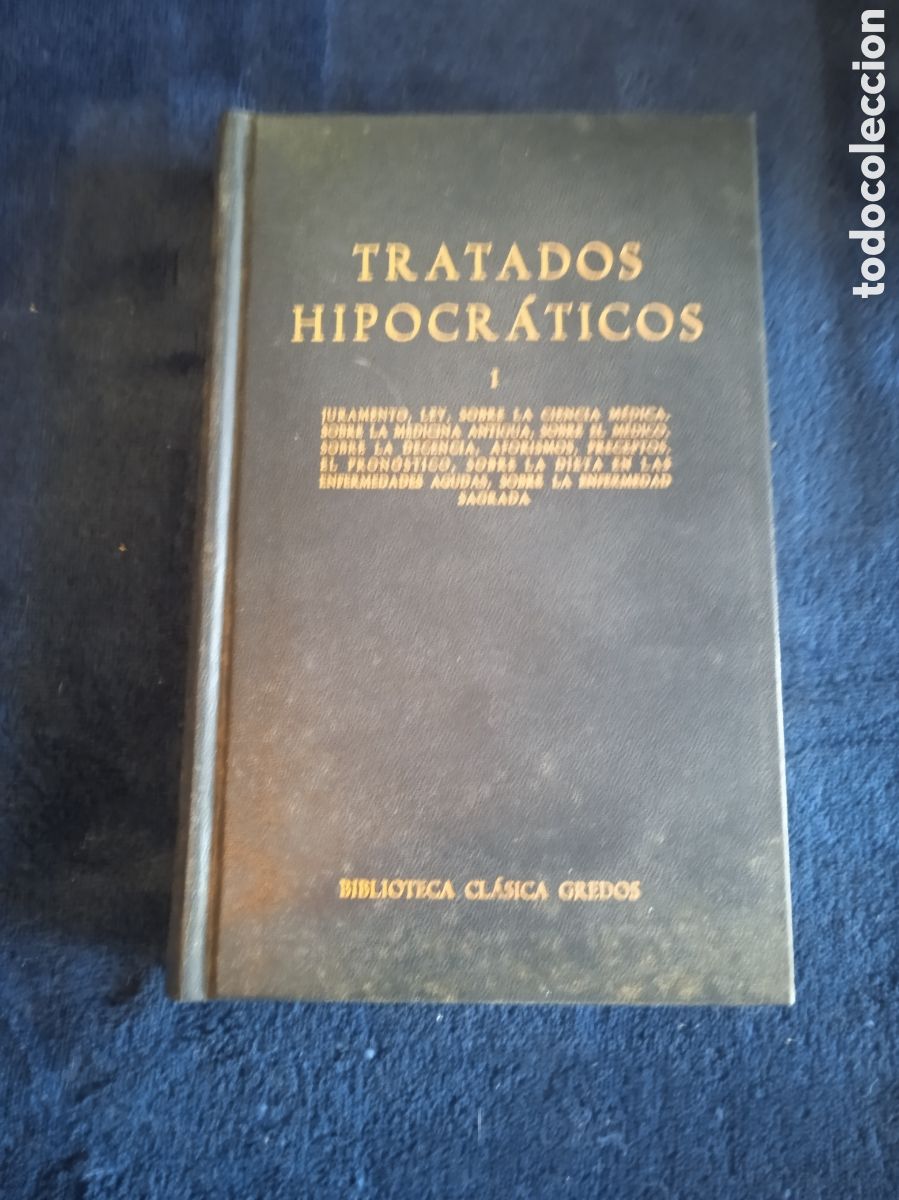 TRATADOS
HIPOCRÁTICOS
I
JURAMENTO, LEY, SOBRE LA CIENCIA MÉDICA,
SOBRE LA MEDICINA ANTIGUA, SOBRE EL MÉDICO,
SOBRE LA DECENCIA, AFORISMOS, PRECEPTOS,
EL PRONÓSTICO, SOBRE LA DIETA EN LAS
ENFERMEDADES AGUDAS, SOBRE LA ENFERMEDAD
SAGRADA
BIBLIOTECA CLÁSICA GREDOS
todocoleccion